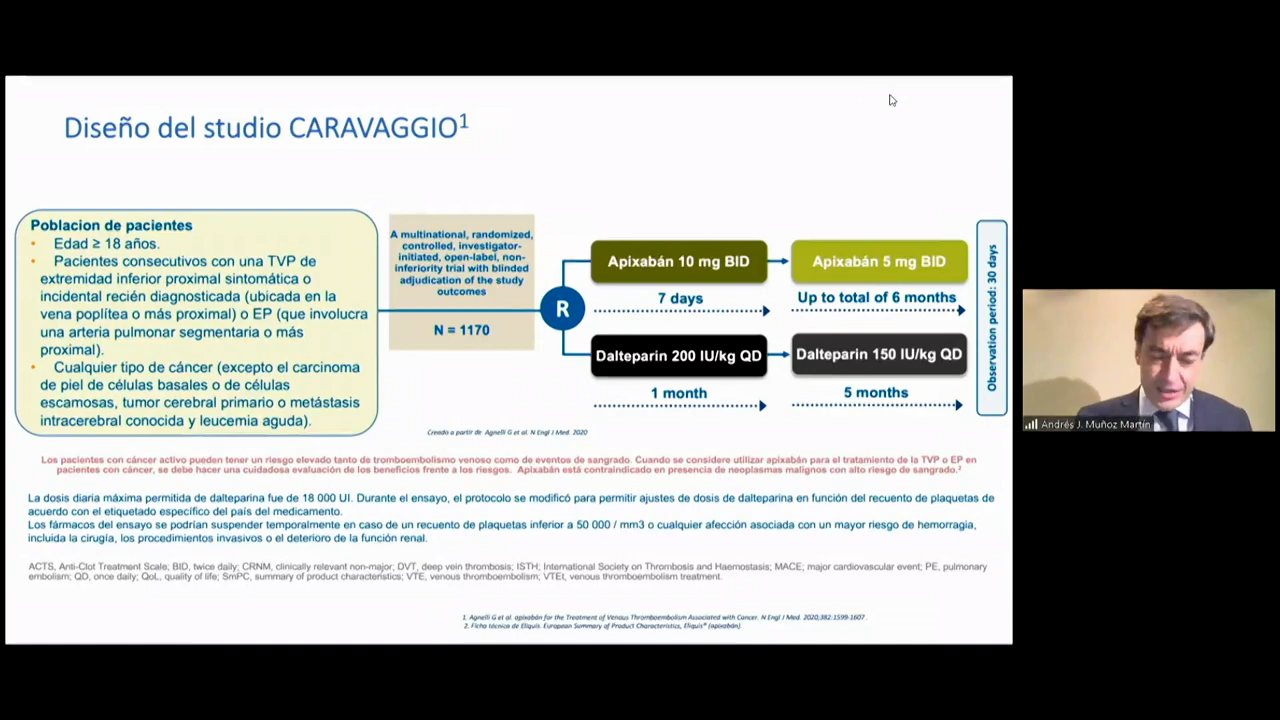 Diseño del studio CARAVAGGIO1
Poblacion de pacientes
• Edad ≥ 18 años.
• Pacientes consecutivos con una TVP de
extremidad inferior proximal sintomática o
incidental recién diagnosticada (ubicada en la
vena poplítea o más proximal) o EP (que involucra
una arteria pulmonar segmentaria o más
proximal).
• Cualquier tipo de cáncer (excepto el carcinoma
de piel de células basales o de células
escamosas, tumor cerebral primario o metástasis
intracerebral conocida y leucemia aguda).
A multinational, randomized,
controlled, investigator-
initiated, open-label, non-
inferiority trial with blinded
adjudication of the study
outcomes
N = 1170
R
Apixabán 10 mg BID
7 days
Apixabán 5 mg BID
Up to total of 6 months
Dalteparin 200 IU/kg QD
1 month
Dalteparin 150 IU/kg QD
5 months
Observation period: 30 days
Creado a partir de Agnelli G et al. N Engl J Med. 2020
Los pacientes con cáncer activo pueden tener un riesgo elevado tanto de tromboembolismo venoso como de eventos de sangrado. Cuando se considere utilizar apixabán para el tratamiento de la TVP o EP en
pacientes con cáncer, se debe hacer una cuidadosa evaluación de los beneficios frente a los riesgos. Apixabán está contraindicado en presencia de neoplasmas malignos con alto riesgo de sangrado.2
La dosis diaria máxima permitida de dalteparina fue de 18 000 UI. Durante el ensayo, el protocolo se modificó para permitir ajustes de dosis de dalteparina en función del recuento de plaquetas de
acuerdo con el etiquetado específico del país del medicamento.
Los fármacos del ensayo se podrían suspender temporalmente en caso de un recuento de plaquetas inferior a 50 000 / mm3 o cualquier afección asociada con un mayor riesgo de hemorragia,
incluida la cirugía, los procedimientos invasivos o el deterioro de la función renal.
ACTS, Anti-Clot Treatment Scale; BID, twice daily; CRNM, clinically relevant non-major; DVT, deep vein thrombosis; ISTH; International Society on Thrombosis and Haemostasis; MACE; major cardiovascular event; PE, pulmonary
embolism; QD, once daily; QoL, quality of life; SmPC, summary of product characteristics; VTE, venous thromboembolism; VTEt, venous thromboembolism treatment.
1. Agnelli G et al. apixabán for the Treatment of Venous Thromboembolism Associated with Cancer. N Engl J Med. 2020;382:1599-1607.
2. Ficha técnica de Eliquis. European Summary of Product Characteristics, Eliquis® (apixabán).
Andrés J. Muñoz Martín